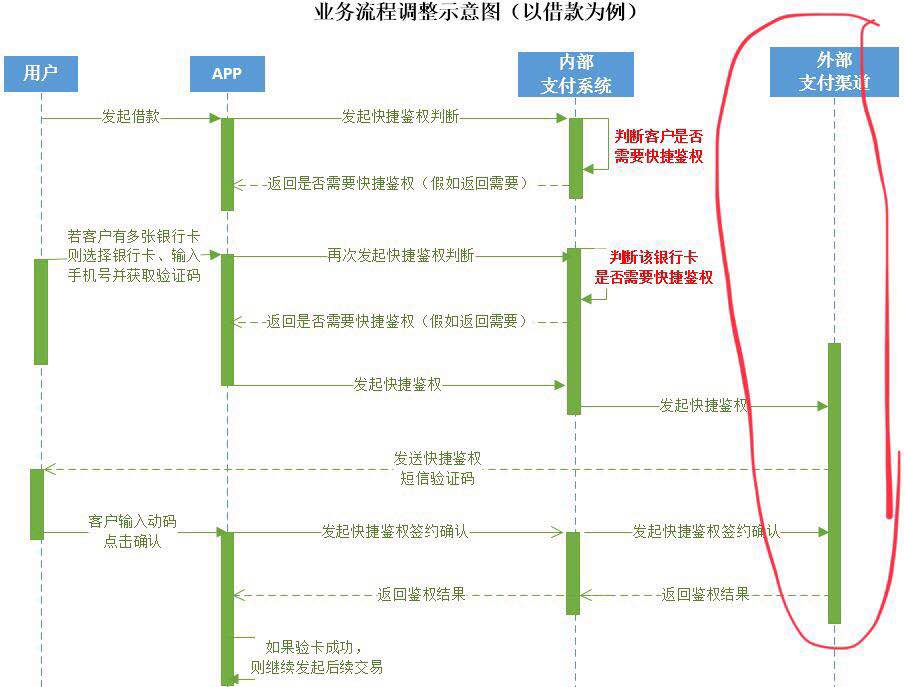 业务流程调整示意图（以借款为例）
用户
APP
内部
支付系统
外部
支付渠道
发起借款
发起快捷鉴权判断
判断客户是否
需要快捷鉴权
返回是否需要快捷鉴权（假如返回需要）
若客户有多张银行卡
则选择银行卡、输入
手机号并获取验证码
再次发起快捷鉴权判断
判断该银行卡
是否需要快捷鉴权
返回是否需要快捷鉴权（假如返回需要）
发起快捷鉴权
发起快捷鉴权
发送快捷鉴权
短信验证码
客户输入动码
点击确认
发起快捷鉴权签约确认
发起快捷鉴权签约确认
返回鉴权结果
返回鉴权结果
如果验卡成功，
则继续发起后续交易